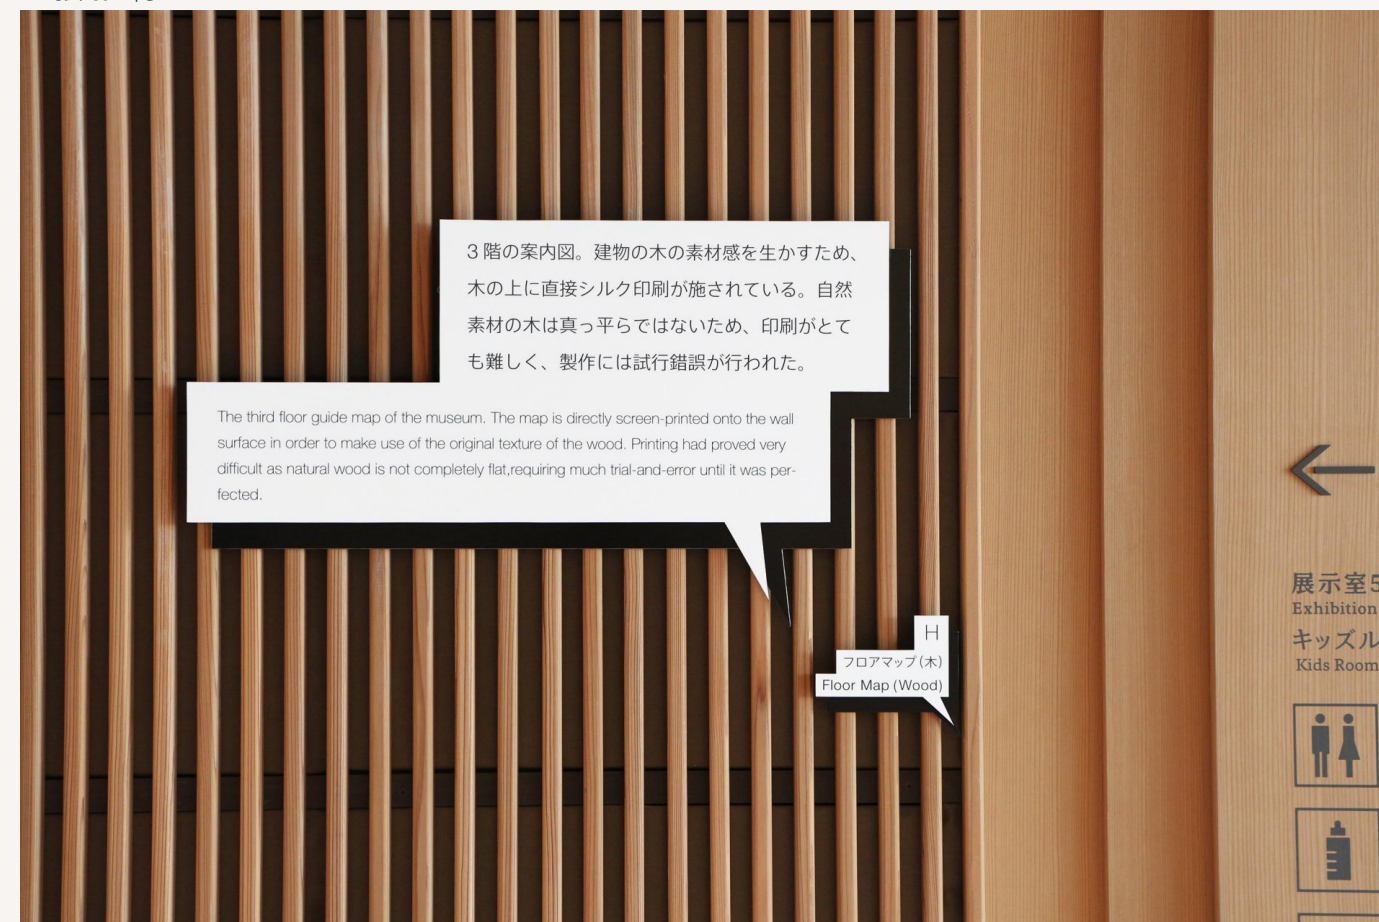 3階の案内図。建物の木の素材感を生かすため、
木の上に直接シルク印刷が施されている。自然
素材の木は真っ平らではないため、印刷がとて
も難しく、製作には試行錯誤が行われた。
The third floor guide map of the museum. The map is directly screen-printed onto the wall
surface in order to make use of the original texture of the wood. Printing had proved very
difficult as natural wood is not completely flat,requiring much trial-and-error until it was per-
fected.
H
フロアマップ(木)
Floor Map (Wood)
展示室5
Exhibition
キッズル
Kids Room